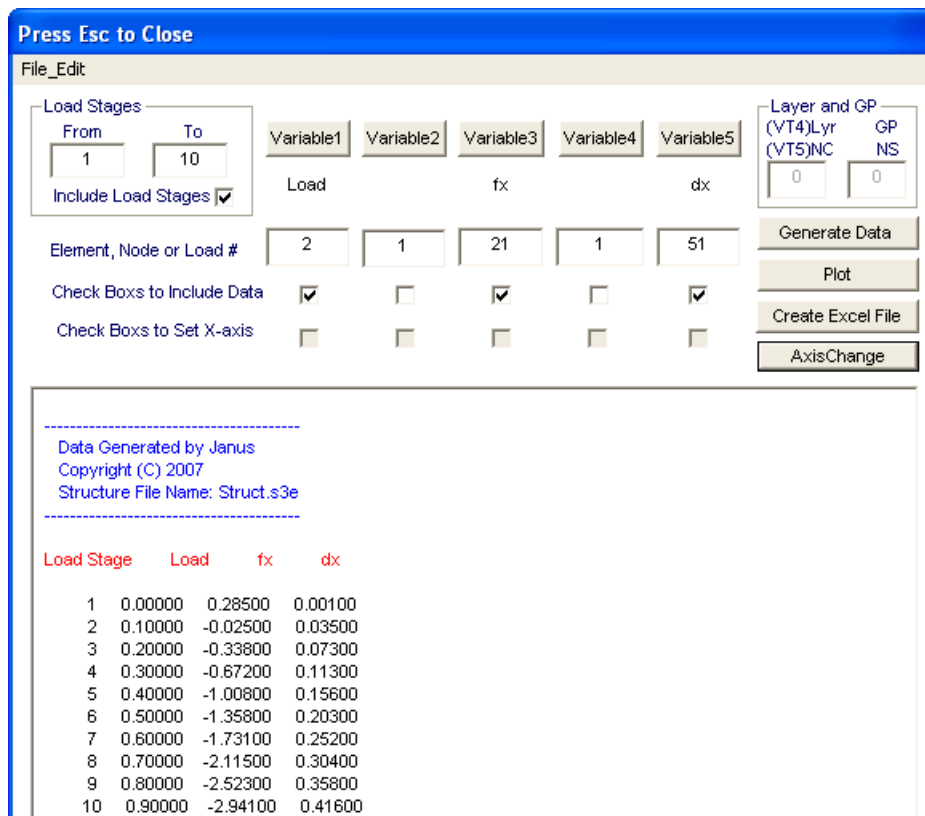 Press Esc to Close
File_Edit
Load Stages
From To
1 10
Include Load Stages
Variable1 Variable2 Variable3 Variable4 Variable5
Load fx dx
Layer and GP
(VT4)Lyr GP
(VT5)NC NS
0 0
Element, Node or Load # 2 1 21 1 51
Check Boxs to Include Data
Check Boxs to Set X-axis
Generate Data
Plot
Create Excel File
AxisChange
----------------------------------------
Data Generated by Janus
Copyright (C) 2007
Structure File Name: Struct.s3e
----------------------------------------
Load Stage Load fx dx
1 0.00000 0.28500 0.00100
2 0.10000 -0.02500 0.03500
3 0.20000 -0.33800 0.07300
4 0.30000 -0.67200 0.11300
5 0.40000 -1.00800 0.15600
6 0.50000 -1.35800 0.20300
7 0.60000 -1.73100 0.25200
8 0.70000 -2.11500 0.30400
9 0.80000 -2.52300 0.35800
10 0.90000 -2.94100 0.41600